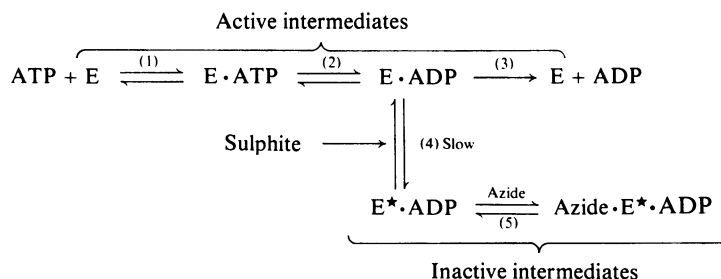 Active intermediates
ATP + E (1) E·ATP (2) E·ADP (3) E + ADP
Sulphite (4) Slow
E★·ADP Azide (5) Azide·E★·ADP
Inactive intermediates